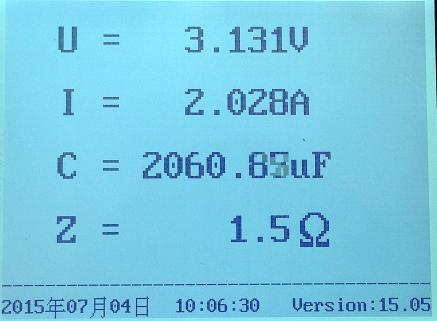 U = 3.131V
I = 2.028A
Z = 1.5Ω
2015年07月04日 10:06:30 Version:15.05